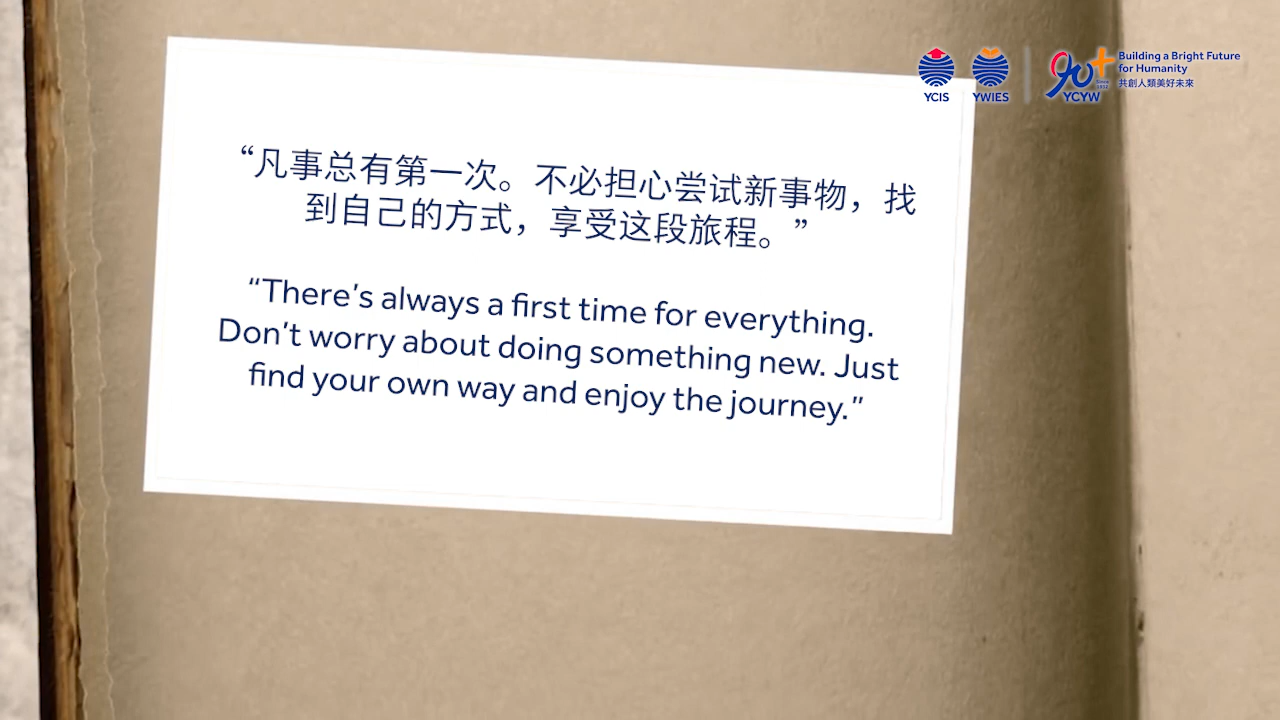 “凡事总有第一次。不必担心尝试新事物，找
到自己的方式，享受这段旅程。”
“There's always a first time for everything.
Don't worry about doing something new. Just
find your own way and enjoy the journey.”
YCIS
YWIES
90+
Since
1932
YCYW
Building a Bright Future
for Humanity
共創人類美好未來